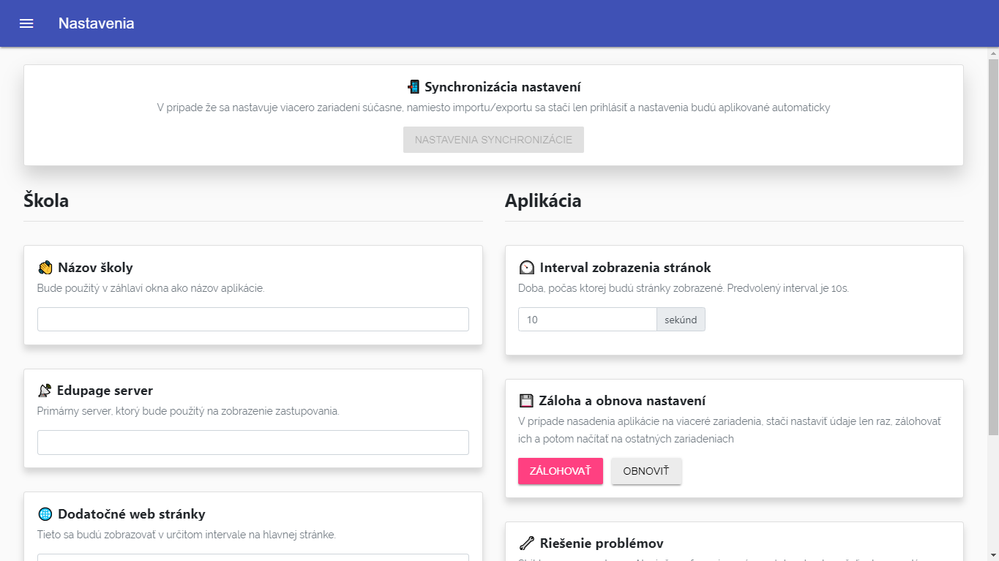 Nastavenia
Synchronizácia nastavení
V prípade že sa nastavuje viacero zariadení súčasne, namiesto importu/exportu sa stačí len prihlásiť a nastavenia budú aplikované automaticky
NASTAVENIA SYNCHRONIZÁCIE
Škola
Názov školy
Bude použitý v záhlaví okna ako názov aplikácie.
Edupage server
Primárny server, ktorý bude použitý na zobrazenie zastupovania.
Dodatočné web stránky
Tieto sa budú zobrazovať v určitom intervale na hlavnej stránke.
Aplikácia
Interval zobrazenia stránok
Doba, počas ktorej budú stránky zobrazené. Predvolený interval je 10s.
10 sekúnd
Záloha a obnova nastavení
V prípade nasadenia aplikácie na viaceré zariadenia, stačí nastaviť údaje len raz, zálohovať
ich a potom načítať na ostatných zariadeniach
ZÁLOHOVAŤ OBNOVIŤ
Riešenie problémov